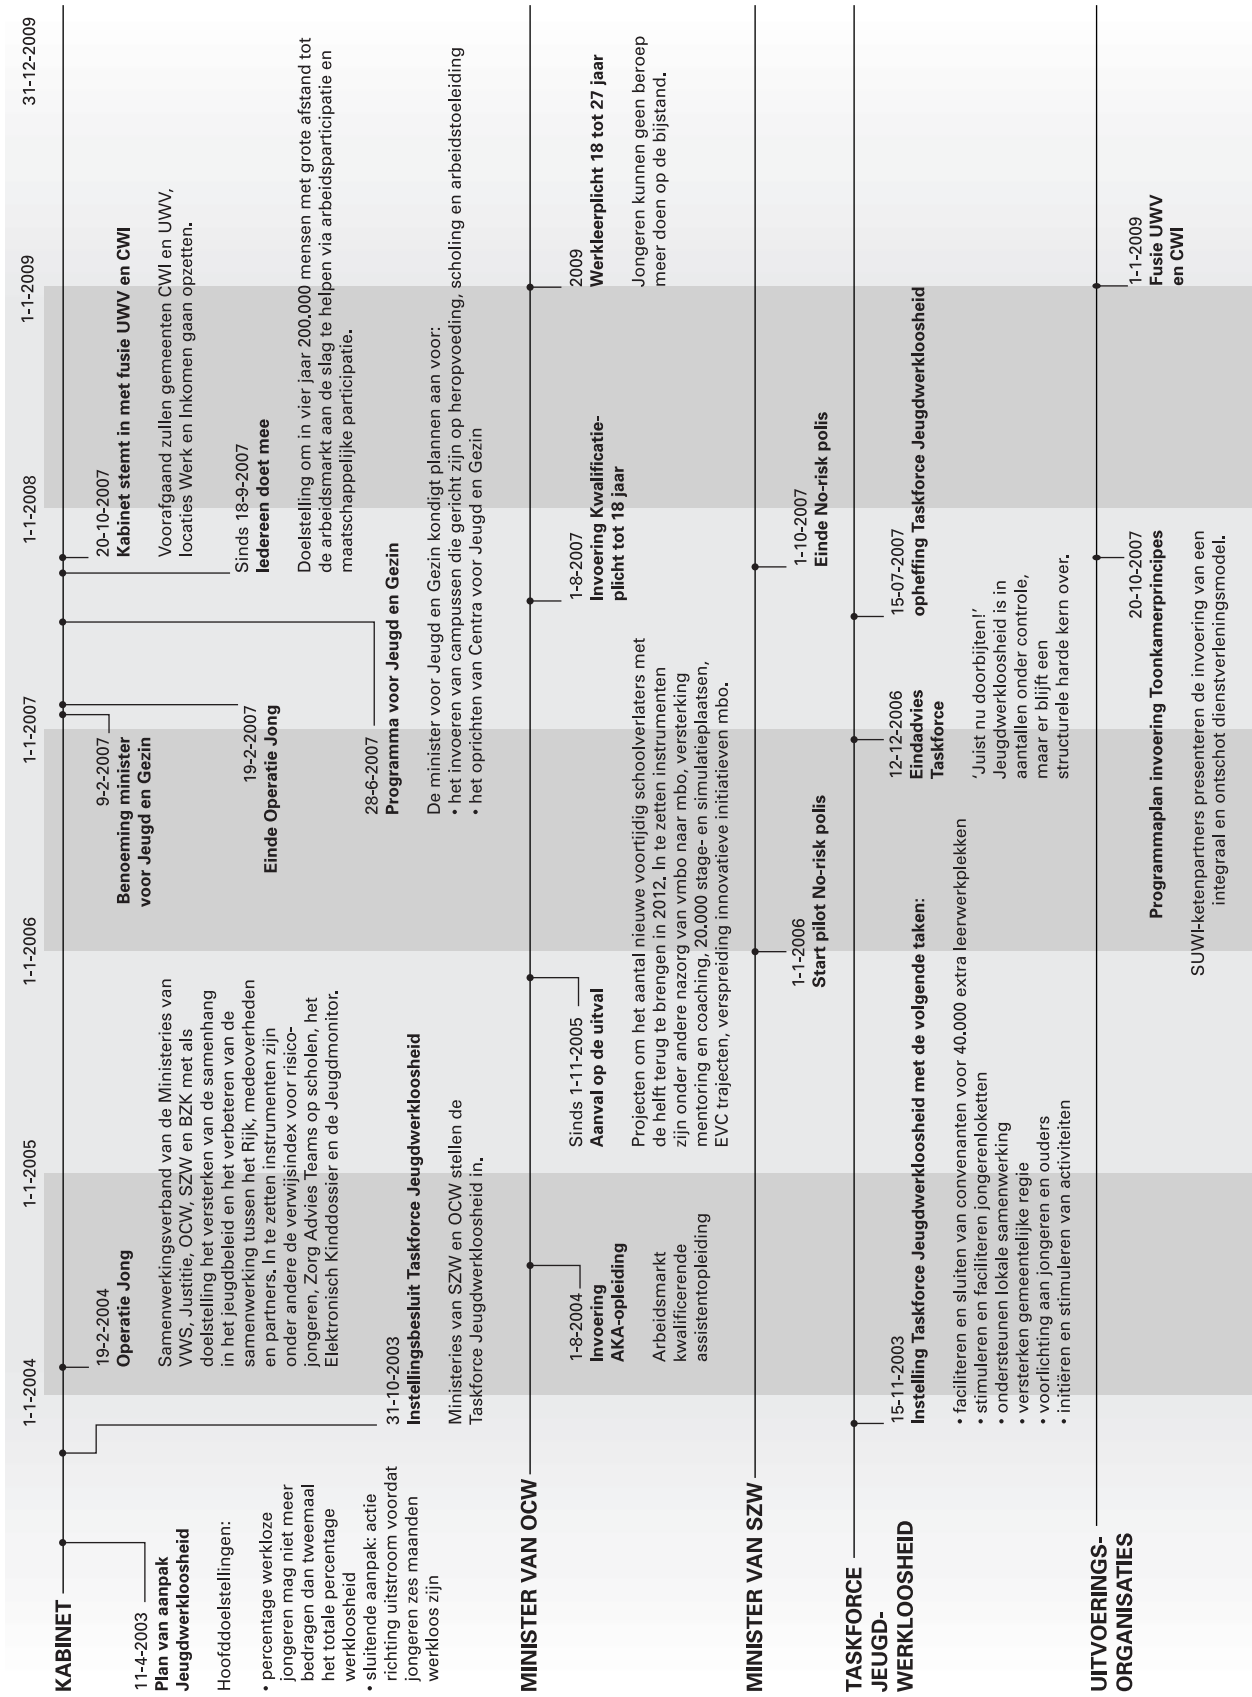 1-1-2004
1-1-2005
1-1-2006
1-1-2007
1-1-2008
1-1-2009
31-12-2009
KABINET
11-4-2003
Plan van aanpak
Jeugdwerkloosheid
Hoofddoelstellingen:
• percentage werkloze
jongeren mag niet meer
bedragen dan tweemaal
het totale percentage
werkloosheid
• sluitende aanpak: actie
richting uitstroom voordat
jongeren zes maanden
werkloos zijn
31-10-2003
Instellingsbesluit Taskforce Jeugdwerkloosheid
Ministeries van SZW en OCW stellen de
Taskforce Jeugdwerkloosheid in.
19-2-2004
Operatie Jong
Samenwerkingsverband van de Ministeries van
VWS, Justitie, OCW, SZW en BZK met als
doelstelling het versterken van de samenhang
in het jeugdbeleid en het verbeteren van de
samenwerking tussen het Rijk, medeoverheden
en partners. In te zetten instrumenten zijn
onder andere de verwijsindex voor risico-
jongeren, Zorg Advies Teams op scholen, het
Elektronisch Kinddossier en de Jeugdmonitor.
9-2-2007
Benoeming minister
voor Jeugd en Gezin
19-2-2007
Einde Operatie Jong
28-6-2007
Programma voor Jeugd en Gezin
De minister voor Jeugd en Gezin kondigt plannen aan voor:
• het invoeren van campussen die gericht zijn op heropvoeding, scholing en arbeidstoeleiding
• het oprichten van Centra voor Jeugd en Gezin
Sinds 18-9-2007
Iedereen doet mee
Doelstelling om in vier jaar 200.000 mensen met grote afstand tot
de arbeidsmarkt aan de slag te helpen via arbeidsparticipatie en
maatschappelijke participatie.
20-10-2007
Kabinet stemt in met fusie UWV en CWI
Voorafgaand zullen gemeenten CWI en UWV,
locaties Werk en Inkomen gaan opzetten.
MINISTER VAN OCW
1-8-2004
Invoering
AKA-opleiding
Arbeidsmarkt
kwalificerende
assistentopleiding
Sinds 1-11-2005
Aanval op de uitval
Projecten om het aantal nieuwe voortijdig schoolverlaters met
de helft terug te brengen in 2012. In te zetten instrumenten
zijn onder andere nazorg van vmbo naar mbo, versterking
mentoring en coaching, 20.000 stage- en simulatieplaatsen,
EVC trajecten, verspreiding innovatieve initiatieven mbo.
1-8-2007
Invoering Kwalificatie-
plicht tot 18 jaar
2009
Werkleerplicht 18 tot 27 jaar
Jongeren kunnen geen beroep
meer doen op de bijstand.
MINISTER VAN SZW
1-1-2006
Start pilot No-risk polis
1-10-2007
Einde No-risk polis
TASKFORCE
JEUGD-
WERKLOOSHEID
15-11-2003
Instelling Taskforce Jeugdwerkloosheid met de volgende taken:
• faciliteren en sluiten van convenanten voor 40.000 extra leerwerkplekken
• stimuleren en faciliteren jongerenloketten
• ondersteunen lokale samenwerking
• versterken gemeentelijke regie
• voorlichting aan jongeren en ouders
• initiëren en stimuleren van activiteiten
12-12-2006
Eindadvies
Taskforce
‘Juist nu doorbijten!’
Jeugdwerkloosheid is in
aantallen onder controle,
maar er blijft een
structurele harde kern over.
15-07-2007
opheffing Taskforce Jeugdwerkloosheid
UITVOERINGS-
ORGANISATIES
20-10-2007
Programmaplan invoering Toonkamerprincipes
SUWI-ketenpartners presenteren de invoering van een
integraal en ontschot dienstverleningsmodel.
1-1-2009
Fusie UWV
en CWI